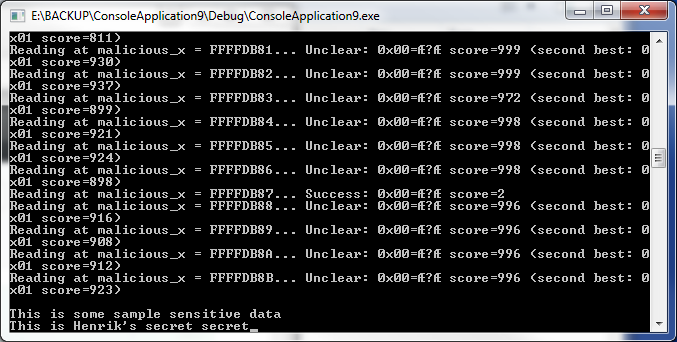 E:\BACKUP\ConsoleApplication9\Debug\ConsoleApplication9.exe
x01 score=811)
Reading at malicious_x = FFFFDB81... Unclear: 0x00=Æ?Æ score=999 (second best: 0
x01 score=930)
Reading at malicious_x = FFFFDB82... Unclear: 0x00=Æ?Æ score=999 (second best: 0
x01 score=937)
Reading at malicious_x = FFFFDB83... Unclear: 0x00=Æ?Æ score=972 (second best: 0
x01 score=899)
Reading at malicious_x = FFFFDB84... Unclear: 0x00=Æ?Æ score=998 (second best: 0
x01 score=921)
Reading at malicious_x = FFFFDB85... Unclear: 0x00=Æ?Æ score=998 (second best: 0
x01 score=924)
Reading at malicious_x = FFFFDB86... Unclear: 0x00=Æ?Æ score=998 (second best: 0
x01 score=898)
Reading at malicious_x = FFFFDB87... Success: 0x00=Æ?Æ score=2
Reading at malicious_x = FFFFDB88... Unclear: 0x00=Æ?Æ score=996 (second best: 0
x01 score=916)
Reading at malicious_x = FFFFDB89... Unclear: 0x00=Æ?Æ score=996 (second best: 0
x01 score=908)
Reading at malicious_x = FFFFDB8A... Unclear: 0x00=Æ?Æ score=996 (second best: 0
x01 score=912)
Reading at malicious_x = FFFFDB8B... Unclear: 0x00=Æ?Æ score=996 (second best: 0
x01 score=923)
This is some sample sensitive data
This is Henrik's secret secret_